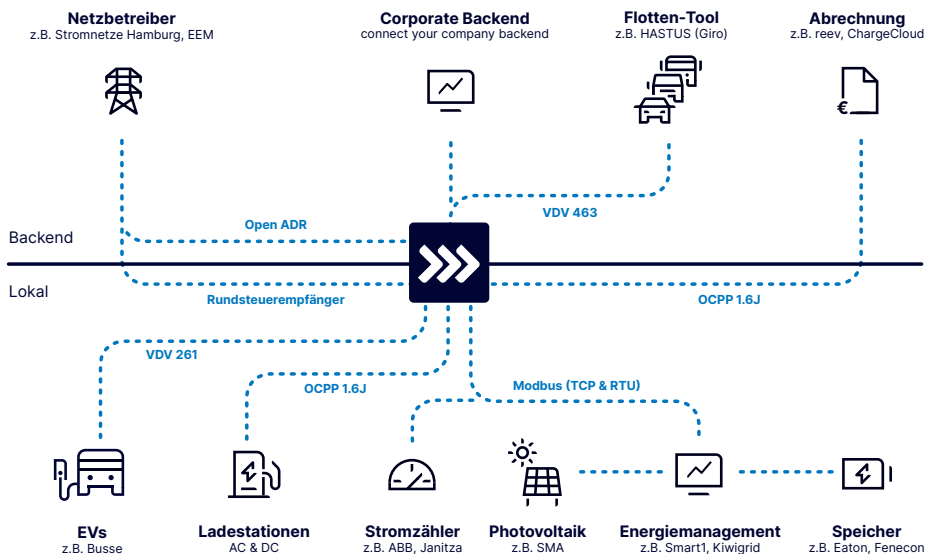 Netzbetreiber
z.B. Stromnetze Hamburg, EEM
Corporate Backend
connect your company backend
Flotten-Tool
z.B. HASTUS (Giro)
Abrechnung
z.B. reev, ChargeCloud
€
VDV 463
Open ADR
Backend
Lokal
Rundsteuerempfänger
OCPP 1.6J
VDV 261
OCPP 1.6J
Modbus (TCP & RTU)
EVs
z.B. Busse
Ladestationen
AC & DC
Stromzähler
z.B. ABB, Janitza
Photovoltaik
z.B. SMA
Energiemanagement
z.B. Smart1, Kiwigrid
Speicher
z.B. Eaton, Fenecon